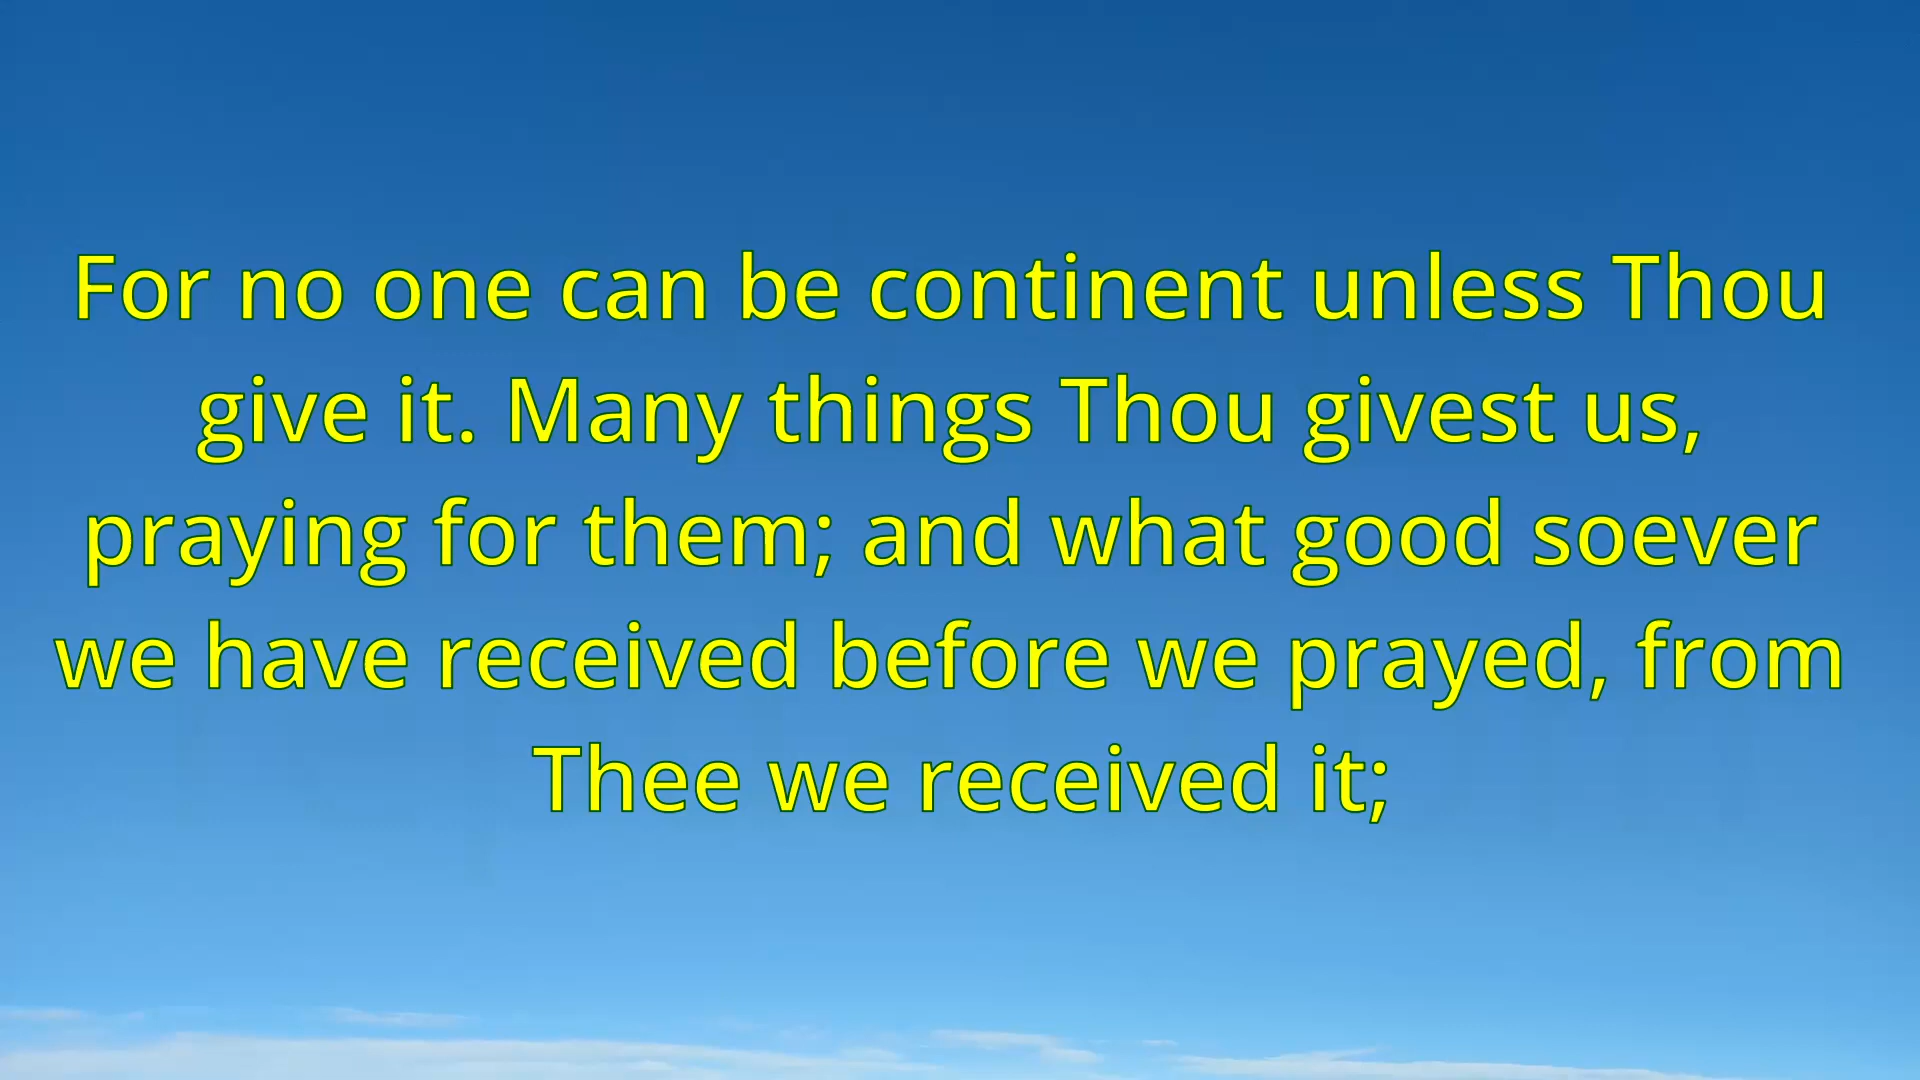 For no one can be continent unless Thou
give it. Many things Thou givest us,
praying for them; and what good soever
we have received before we prayed, from
Thee we received it;